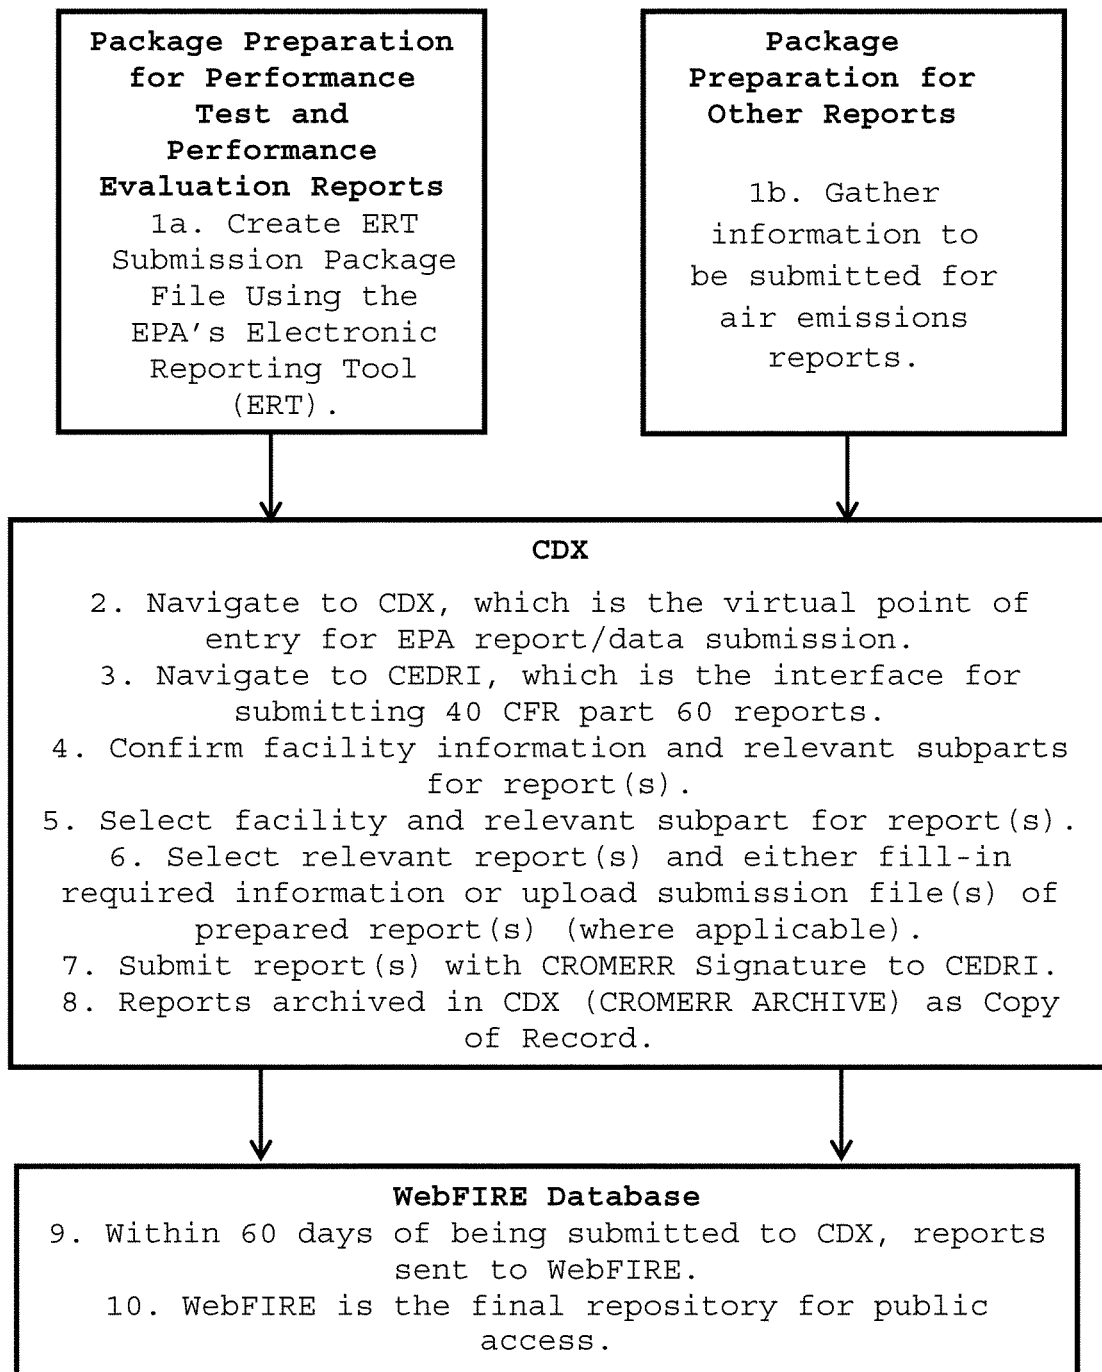 Package Preparation
for Performance
Test and
Performance
Evaluation Reports
1a. Create ERT
Submission Package
File Using the
EPA's Electronic
Reporting Tool
(ERT).
Package
Preparation for
Other Reports
1b. Gather
information to
be submitted for
air emissions
reports.
CDX
2. Navigate to CDX, which is the virtual point of
entry for EPA report/data submission.
3. Navigate to CEDRI, which is the interface for
submitting 40 CFR part 60 reports.
4. Confirm facility information and relevant subparts
for report(s).
5. Select facility and relevant subpart for report(s).
6. Select relevant report(s) and either fill-in
required information or upload submission file(s) of
prepared report(s) (where applicable).
7. Submit report(s) with CROMERR Signature to CEDRI.
8. Reports archived in CDX (CROMERR ARCHIVE) as Copy
of Record.
WebFIRE Database
9. Within 60 days of being submitted to CDX, reports
sent to WebFIRE.
10. WebFIRE is the final repository for public
access.